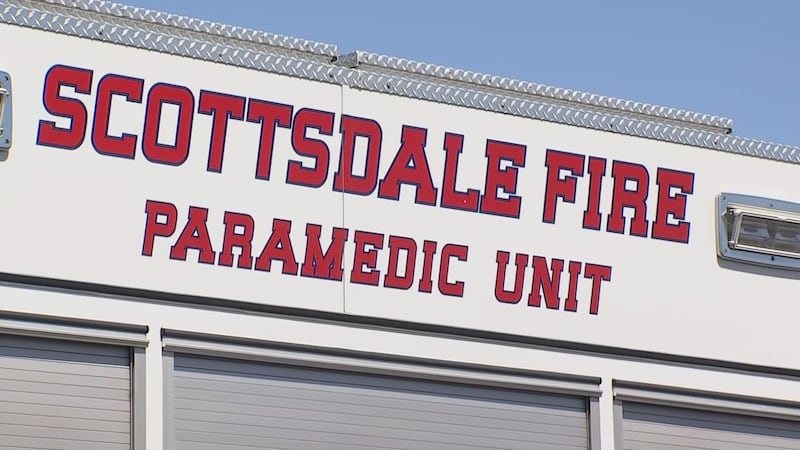 SCOTTSDALE FIRE
PARAMEDIC UNIT